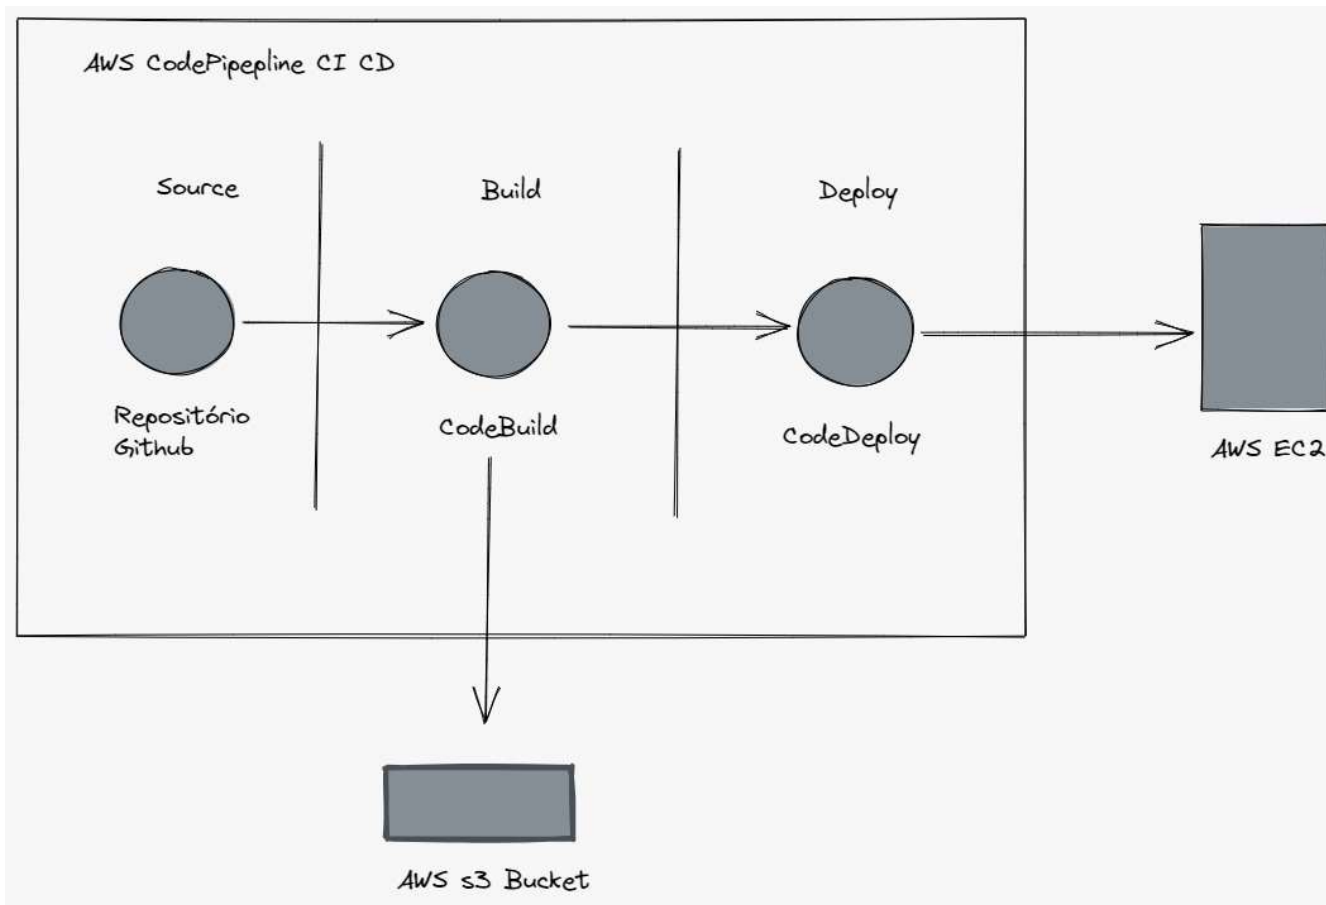 AWS CodePipepline CI CD
Source
Build
Deploy
Repositório
Github
CodeBuild
CodeDeploy
AWS EC2
AWS s3 Bucket